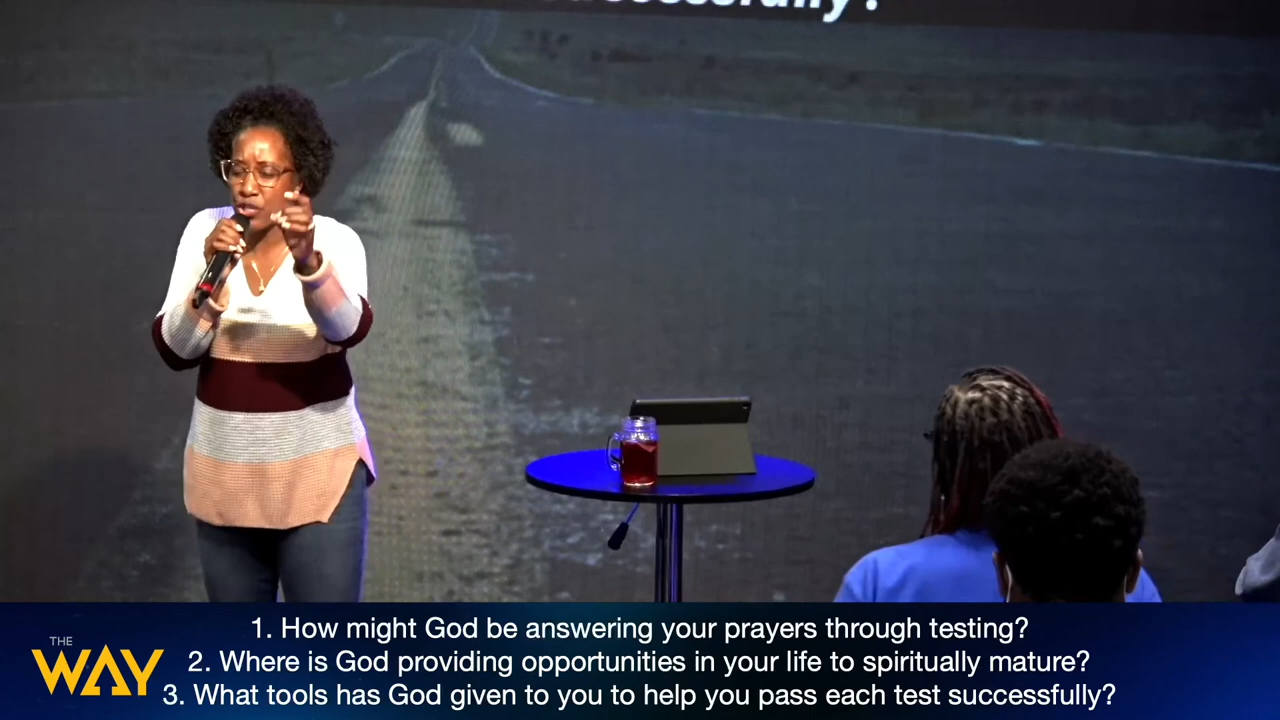 successfully?
THE
WAY
1. How might God be answering your prayers through testing?
2. Where is God providing opportunities in your life to spiritually mature?
3. What tools has God given to you to help you pass each test successfully?